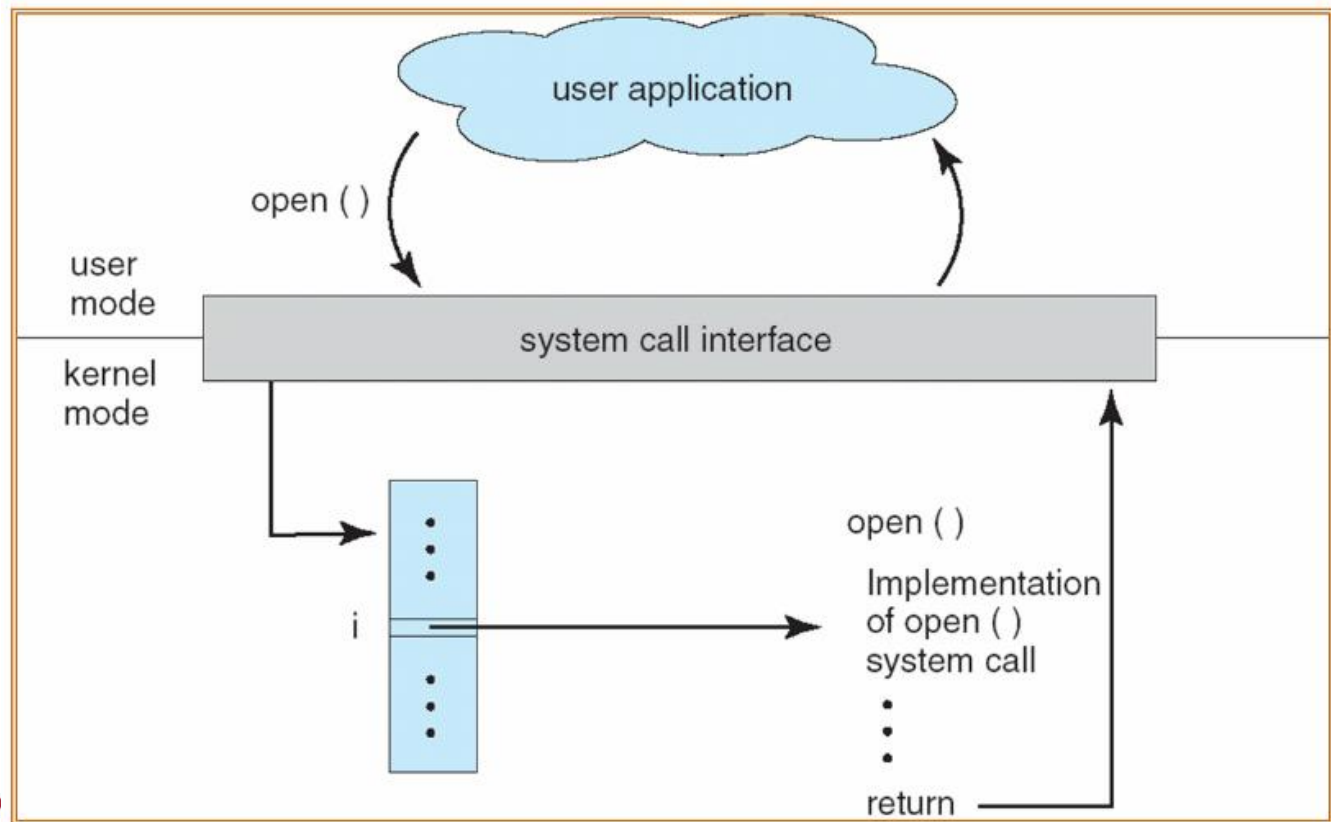 user application
open ( )
user
mode
system call interface
kernel
mode
open ( )
Implementation
of open ( )
system call
i
return